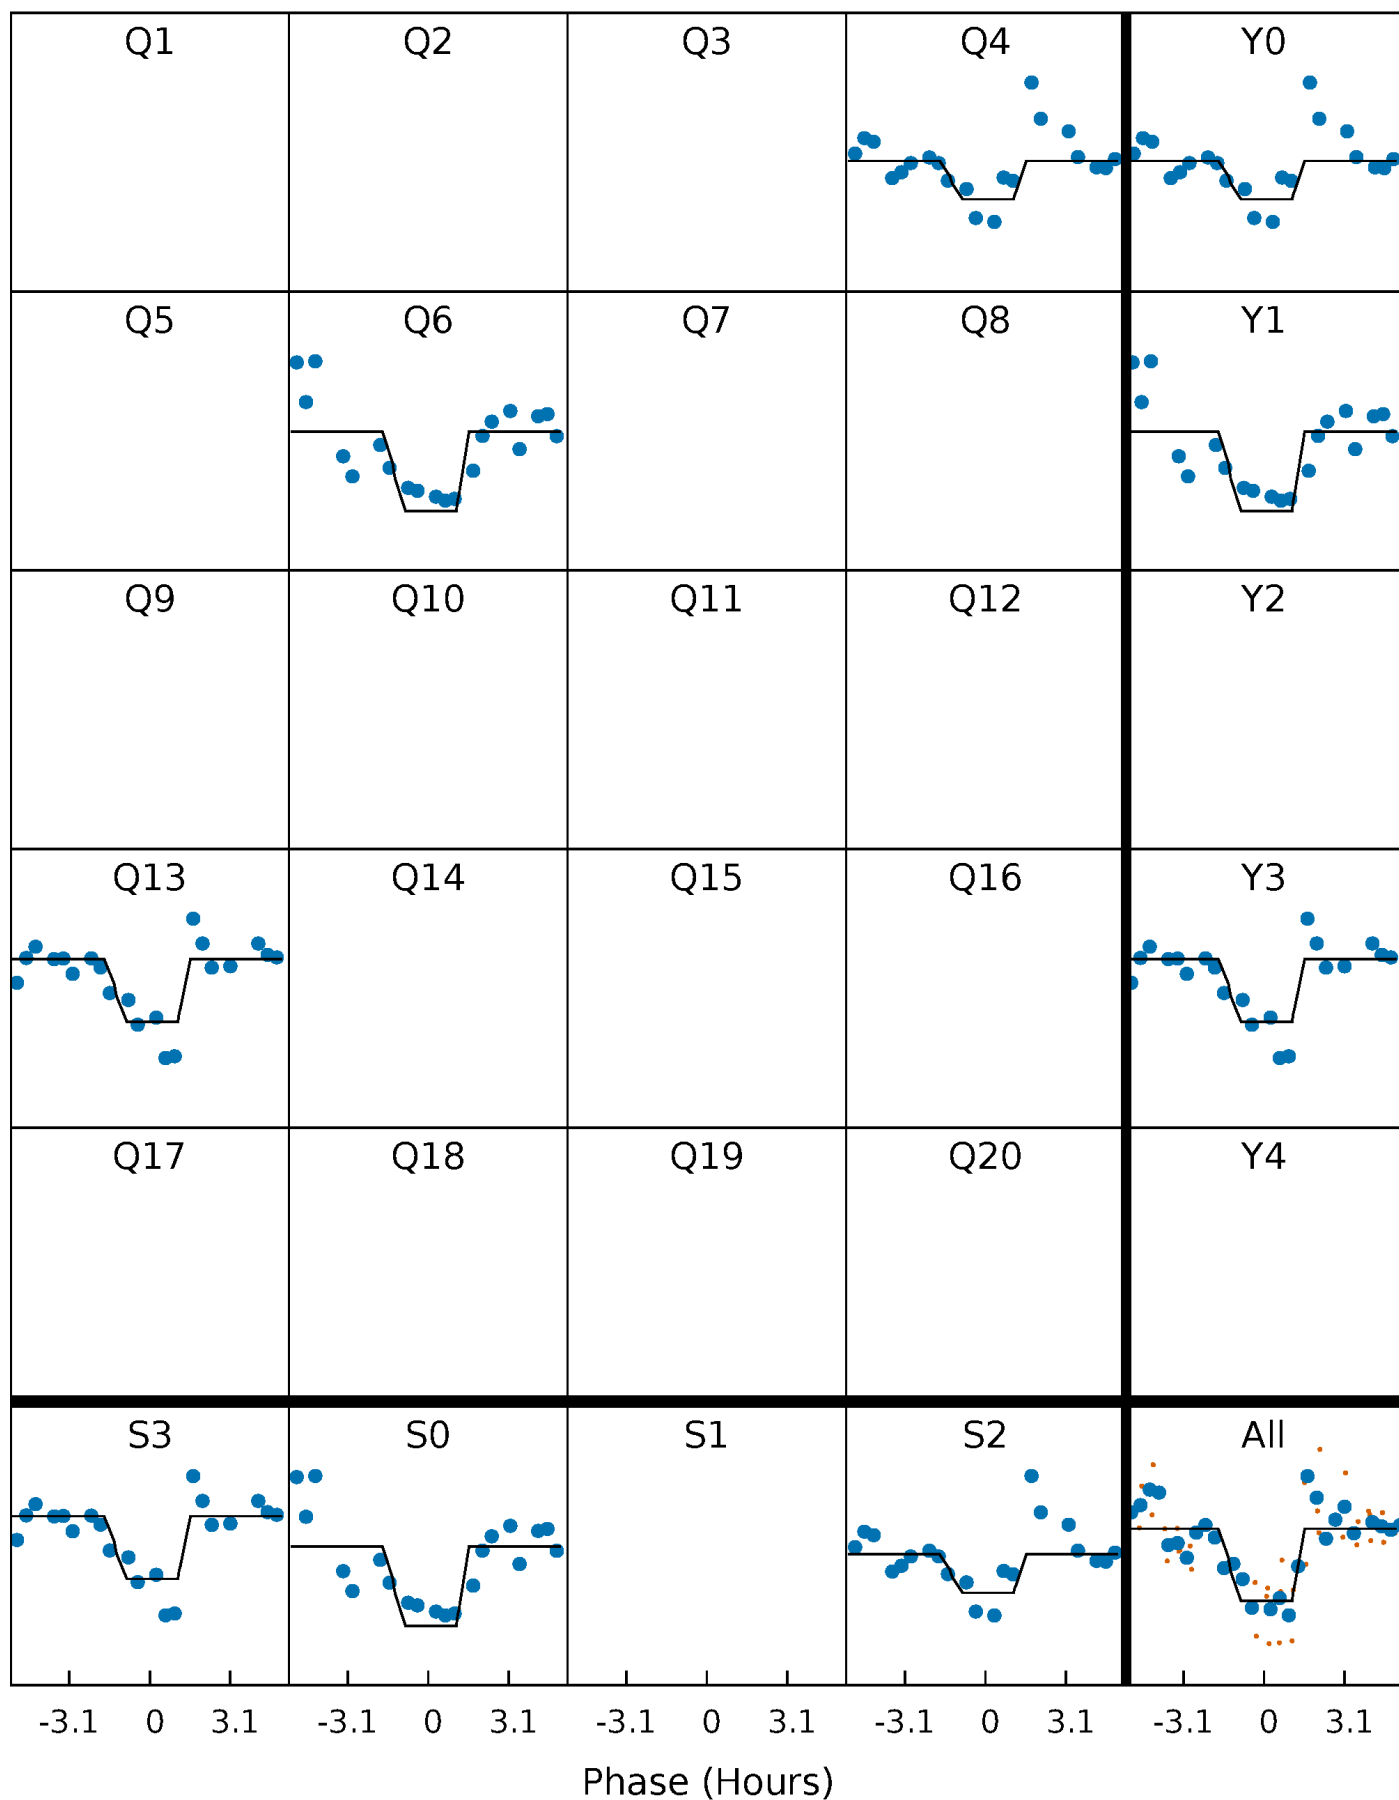 Q1 Q2 Q3 Q4 Y0
Q5 Q6 Q7 Q8 Y1
Q9 Q10 Q11 Q12 Y2
Q13 Q14 Q15 Q16 Y3
Q17 Q18 Q19 Q20 Y4
S3 S0 S1 S2 All
-3.1 0 3.1 -3.1 0 3.1 -3.1 0 3.1 -3.1 0 3.1 -3.1 0 3.1
Phase (Hours)